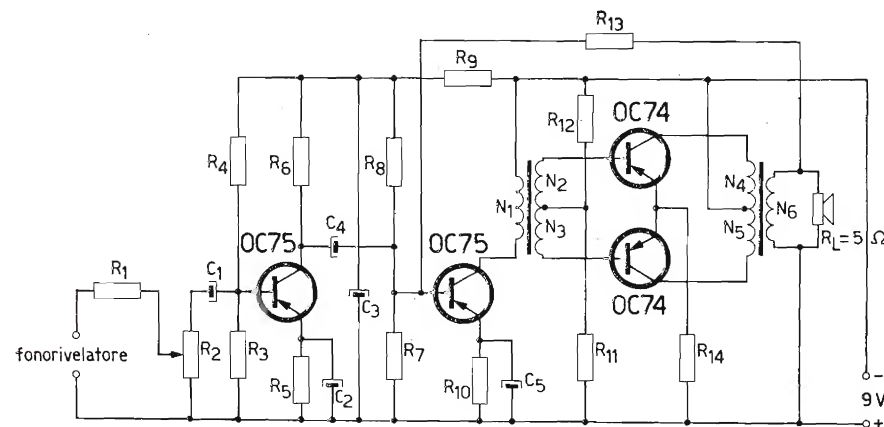 R13
R9
OC74
R12
R4
R6
R8
N2
N4
N1
N6
N3
N5
C4
OC75
OC75
RL=5 Ω
R1
C1
C3
OC74
fonorivelatore
R2
R3
R7
R11
R14
R5
C2
R10
C5
−
9V
+